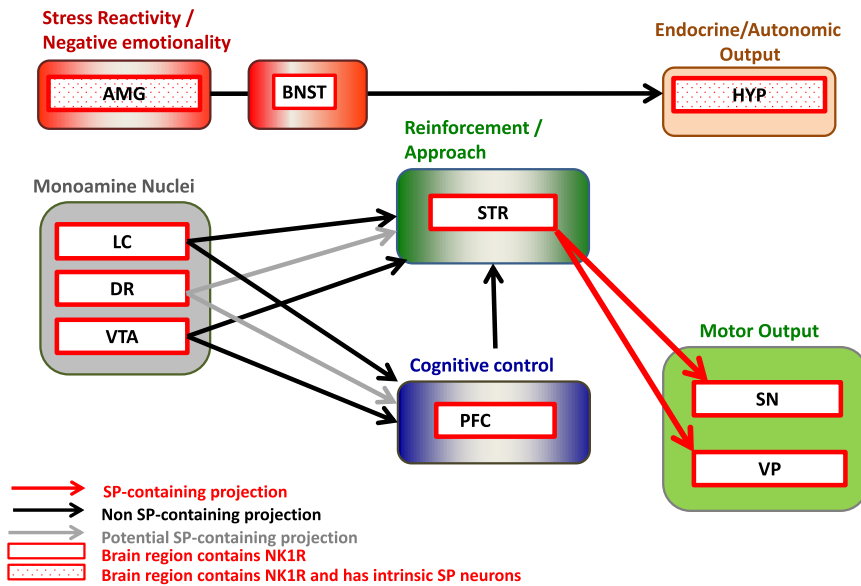 Stress Reactivity /
Negative emotionality
Endocrine/Autonomic
Output
AMG
BNST
HYP
Reinforcement /
Approach
Monoamine Nuclei
STR
LC
DR
VTA
Motor Output
Cognitive control
SN
PFC
VP
SP-containing projection
Non SP-containing projection
Potential SP-containing projection
Brain region contains NK1R
Brain region contains NK1R and has intrinsic SP neurons